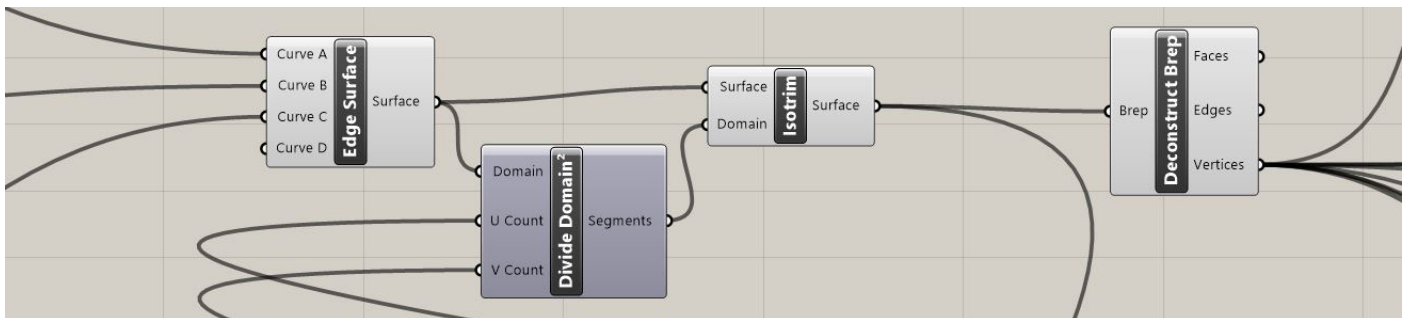 Curve A
Curve B
Curve C
Curve D
Edge Surface
Surface
Domain
U Count
V Count
Divide Domain²
Segments
Surface
Domain
Isotrim
Surface
Brep
Deconstruct Brep
Faces
Edges
Vertices